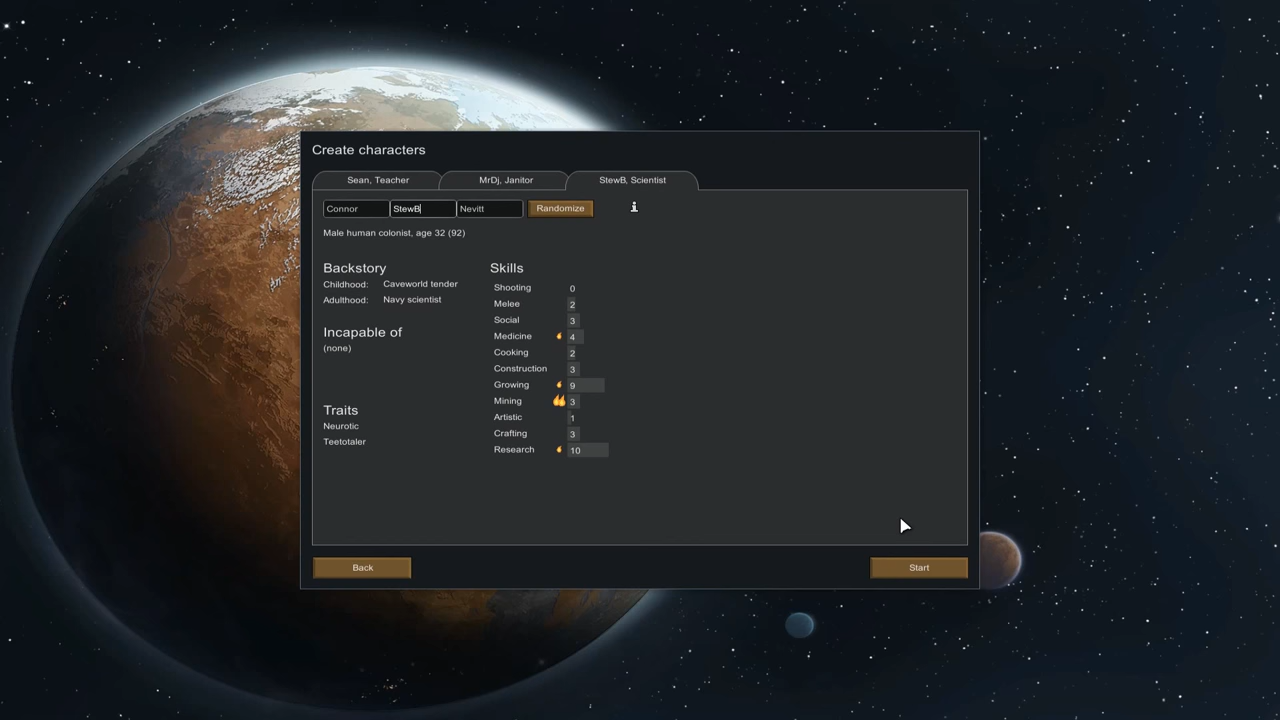 Create characters
Sean, Teacher
MrDj, Janitor
StewB, Scientist
Connor
StewB
Nevitt
Randomize
i
Male human colonist, age 32 (92)
Backstory
Childhood: Caveworld tender
Adulthood: Navy scientist
Incapable of
(none)
Traits
Neurotic
Teetotaler
Skills
Shooting 0
Melee 2
Social 3
Medicine 4
Cooking 2
Construction 3
Growing 9
Mining 3
Artistic 1
Crafting 3
Research 10
Back
Start